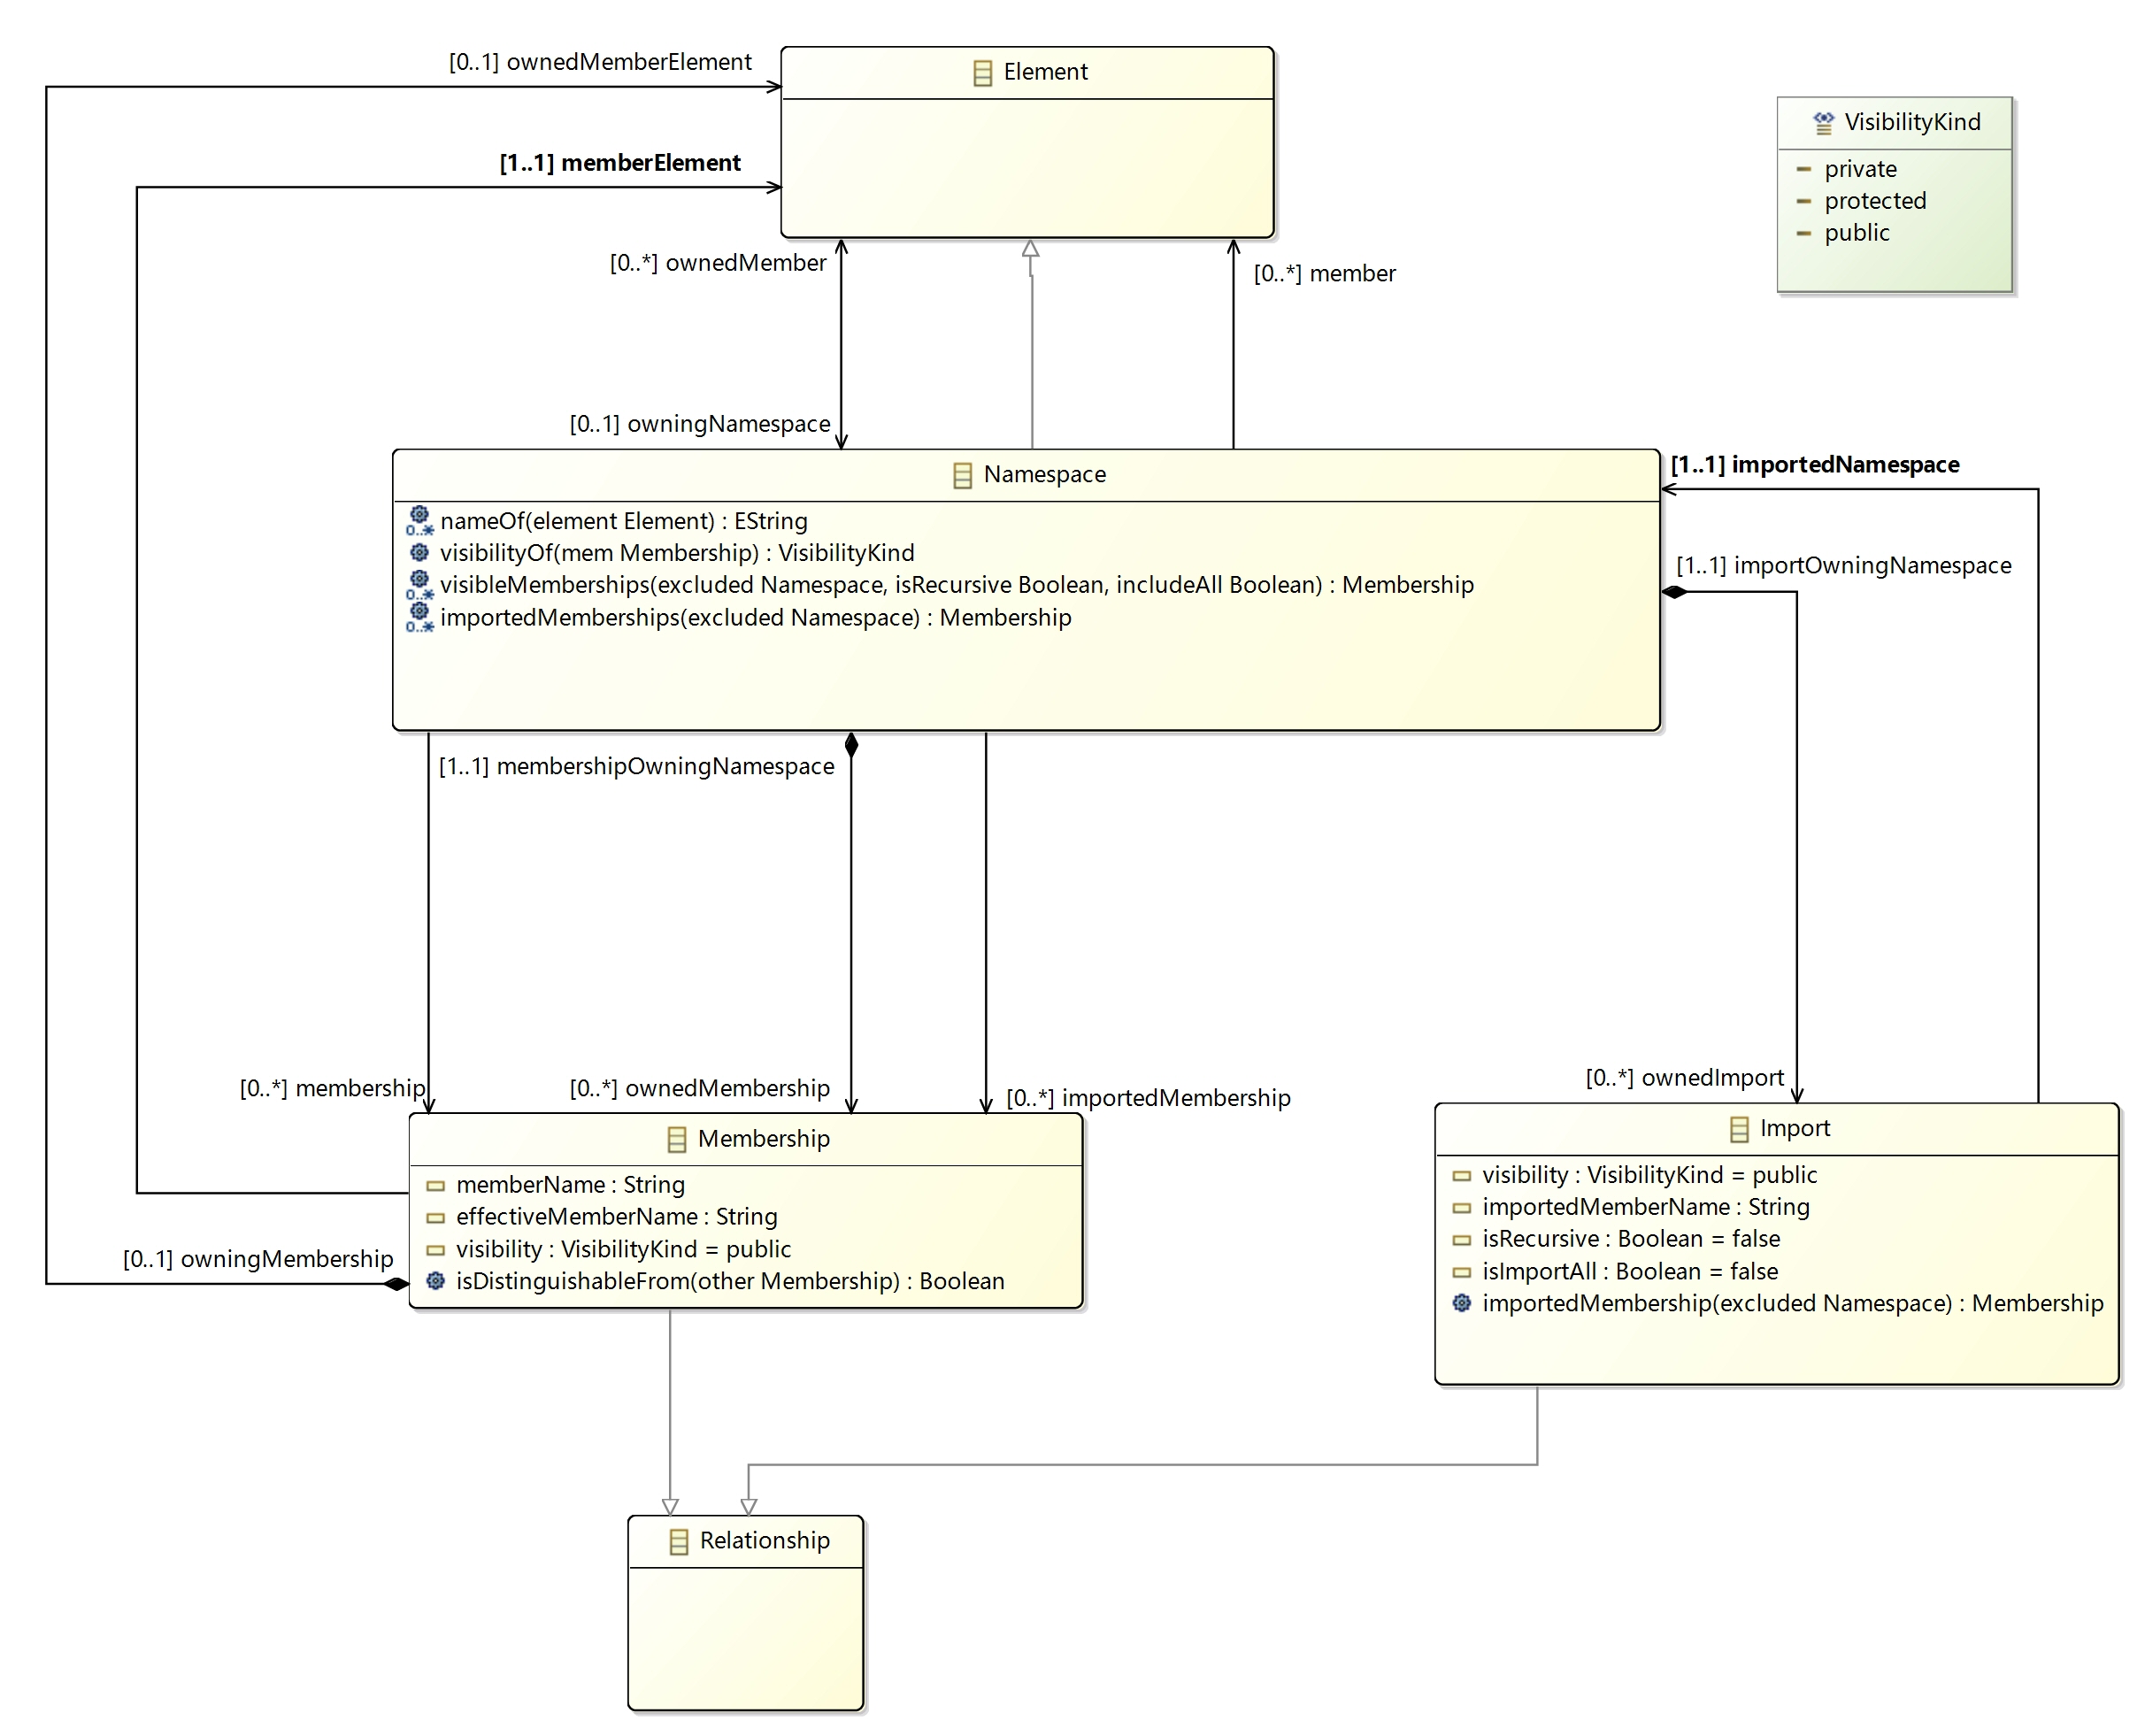 [0..1] ownedMemberElement
Element
VisibilityKind
private
protected
public
[1..1] memberElement
[0..*] ownedMember
[0..*] member
[0..1] owningNamespace
Namespace
nameOf(element Element) : EString
0..*
visibilityOf(mem Membership) : VisibilityKind
visibleMemberships(excluded Namespace, isRecursive Boolean, includeAll Boolean) : Membership
0..*
importedMemberships(excluded Namespace) : Membership
0..*
[1..1] importedNamespace
[1..1] importOwningNamespace
[1..1] membershipOwningNamespace
[0..*] membership
[0..*] ownedMembership
[0..*] importedMembership
[0..*] ownedImport
Membership
memberName : String
effectiveMemberName : String
visibility : VisibilityKind = public
isDistinguishableFrom(other Membership) : Boolean
[0..1] owningMembership
Import
visibility : VisibilityKind = public
importedMemberName : String
isRecursive : Boolean = false
isImportAll : Boolean = false
importedMembership(excluded Namespace) : Membership
Relationship